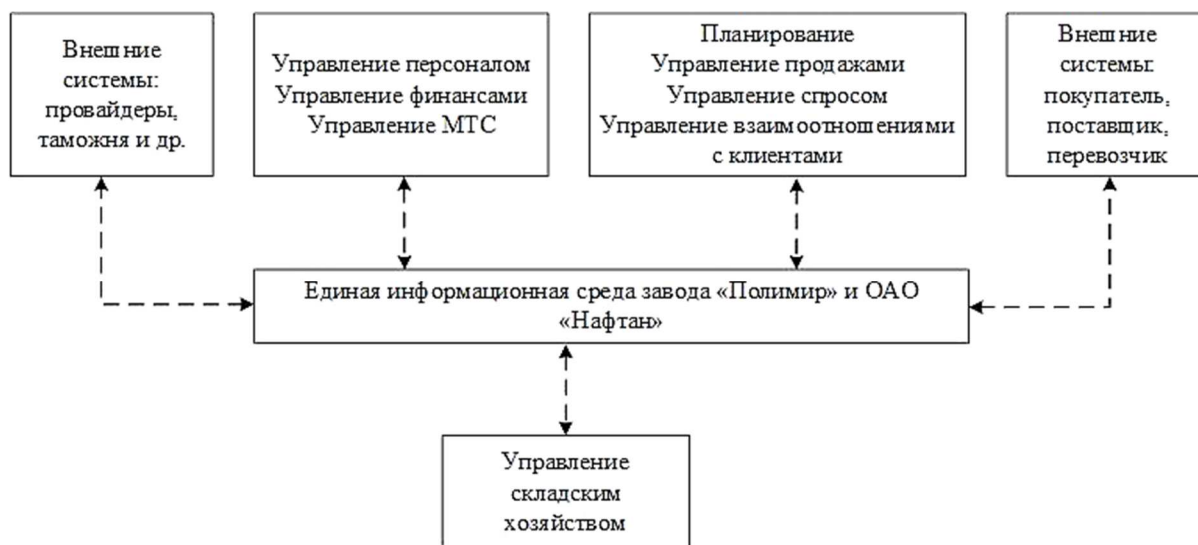 Внешние
системы:
провайдеры,
таможня и др.
Управление персоналом
Управление финансами
Управление МТС
Планирование
Управление продажами
Управление спросом
Управление взаимоотношениями
с клиентами
Внешние
системы:
покупатель,
поставщик,
перевозчик
Единая информационная среда завода «Полимир» и ОАО
«Нафтан»
Управление
складским
хозяйством